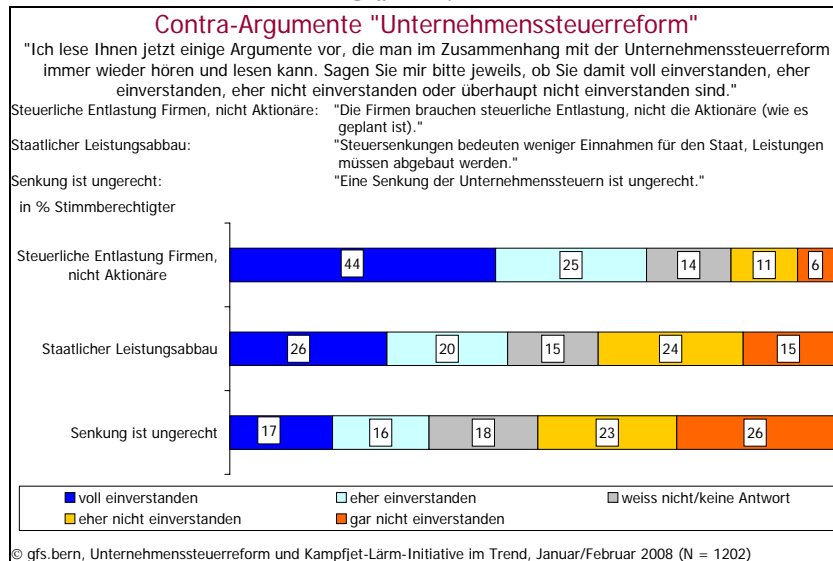 Contra-Argumente "Unternehmenssteuerreform"
"Ich lese Ihnen jetzt einige Argumente vor, die man im Zusammenhang mit der Unternehmenssteuerreform
immer wieder hören und lesen kann. Sagen Sie mir bitte jeweils, ob Sie damit voll einverstanden, eher
einverstanden, eher nicht einverstanden oder überhaupt nicht einverstanden sind."
Steuerliche Entlastung Firmen, nicht Aktionäre: "Die Firmen brauchen steuerliche Entlastung, nicht die Aktionäre (wie es
geplant ist)."
Staatlicher Leistungsabbau: "Steuersenkungen bedeuten weniger Einnahmen für den Staat, Leistungen
müssen abgebaut werden."
Senkung ist ungerecht: "Eine Senkung der Unternehmenssteuern ist ungerecht."
in % Stimmberechtigter
Steuerliche Entlastung Firmen,
nicht Aktionäre
44 25 14 11 6
Staatlicher Leistungsabbau 26 20 15 24 15
Senkung ist ungerecht 17 16 18 23 26
voll einverstanden eher einverstanden weiss nicht/keine Antwort
eher nicht einverstanden gar nicht einverstanden
© gfs.bern, Unternehmenssteuerreform und Kampfjet-Lärm-Initiative im Trend, Januar/Februar 2008 (N = 1202)